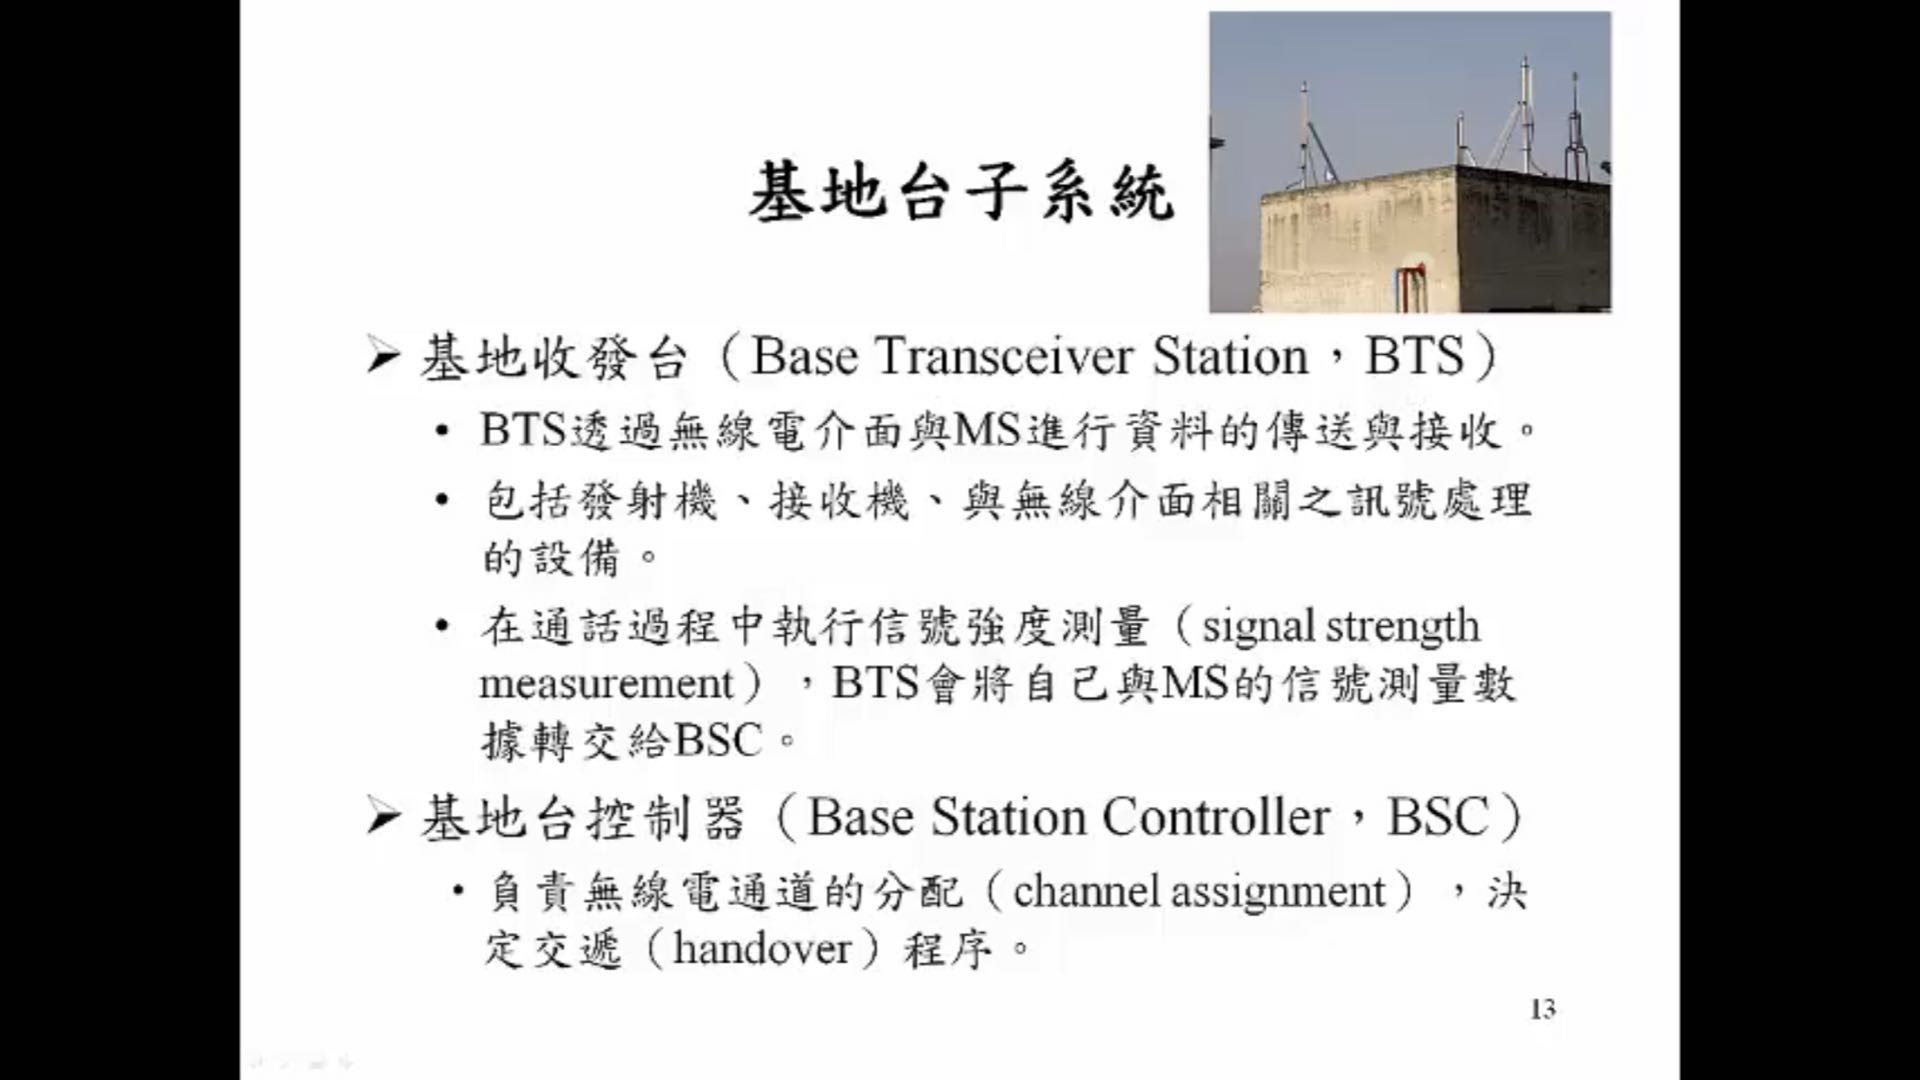 基地台子系統
➢ 基地收發台（Base Transceiver Station，BTS）
• BTS透過無線電介面與MS進行資料的傳送與接收。
• 包括發射機、接收機、與無線介面相關之訊號處理
的設備。
• 在通話過程中執行信號強度測量（signal strength
measurement），BTS會將自己與MS的信號測量數
據轉交給BSC。
➢ 基地台控制器（Base Station Controller，BSC）
• 負責無線電通道的分配（channel assignment），決
定交遞（handover）程序。
13